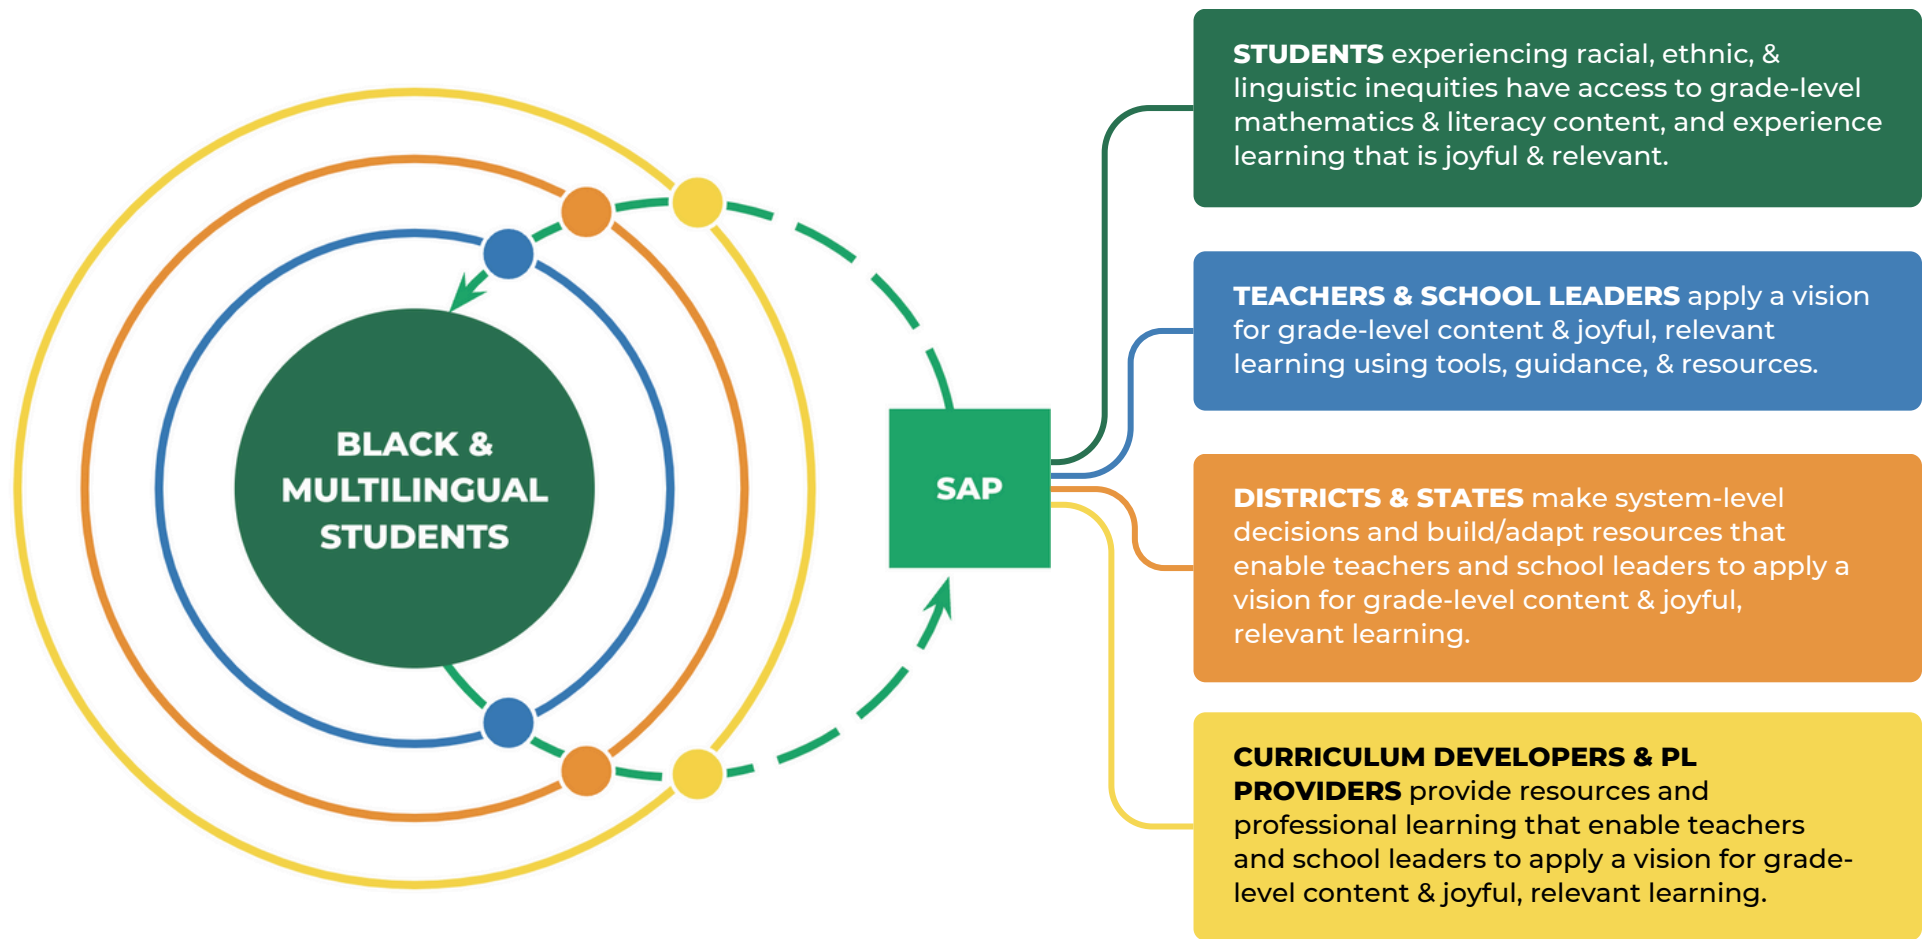 BLACK &
MULTILINGUAL
STUDENTS
SAP
STUDENTS experiencing racial, ethnic, &
linguistic inequities have access to grade-level
mathematics & literacy content, and experience
learning that is joyful & relevant.
TEACHERS & SCHOOL LEADERS apply a vision
for grade-level content & joyful, relevant
learning using tools, guidance, & resources.
DISTRICTS & STATES make system-level
decisions and build/adapt resources that
enable teachers and school leaders to apply a
vision for grade-level content & joyful,
relevant learning.
CURRICULUM DEVELOPERS & PL
PROVIDERS provide resources and
professional learning that enable teachers
and school leaders to apply a vision for grade-
level content & joyful, relevant learning.